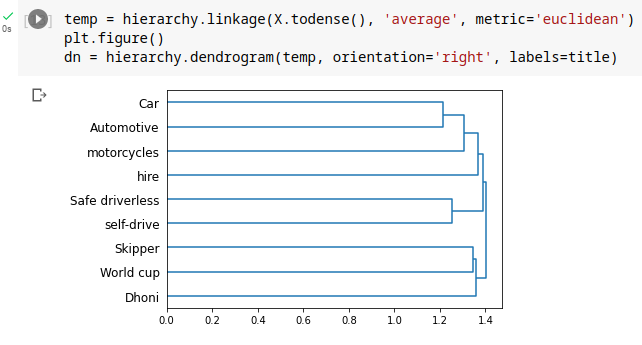 temp = hierarchy.linkage(X.todense(), 'average', metric='euclidean')
plt.figure()
dn = hierarchy.dendrogram(temp, orientation='right', labels=title)
0s
Car
Automotive
motorcycles
hire
Safe driverless
self-drive
Skipper
World cup
Dhoni
0.0 0.2 0.4 0.6 0.8 1.0 1.2 1.4